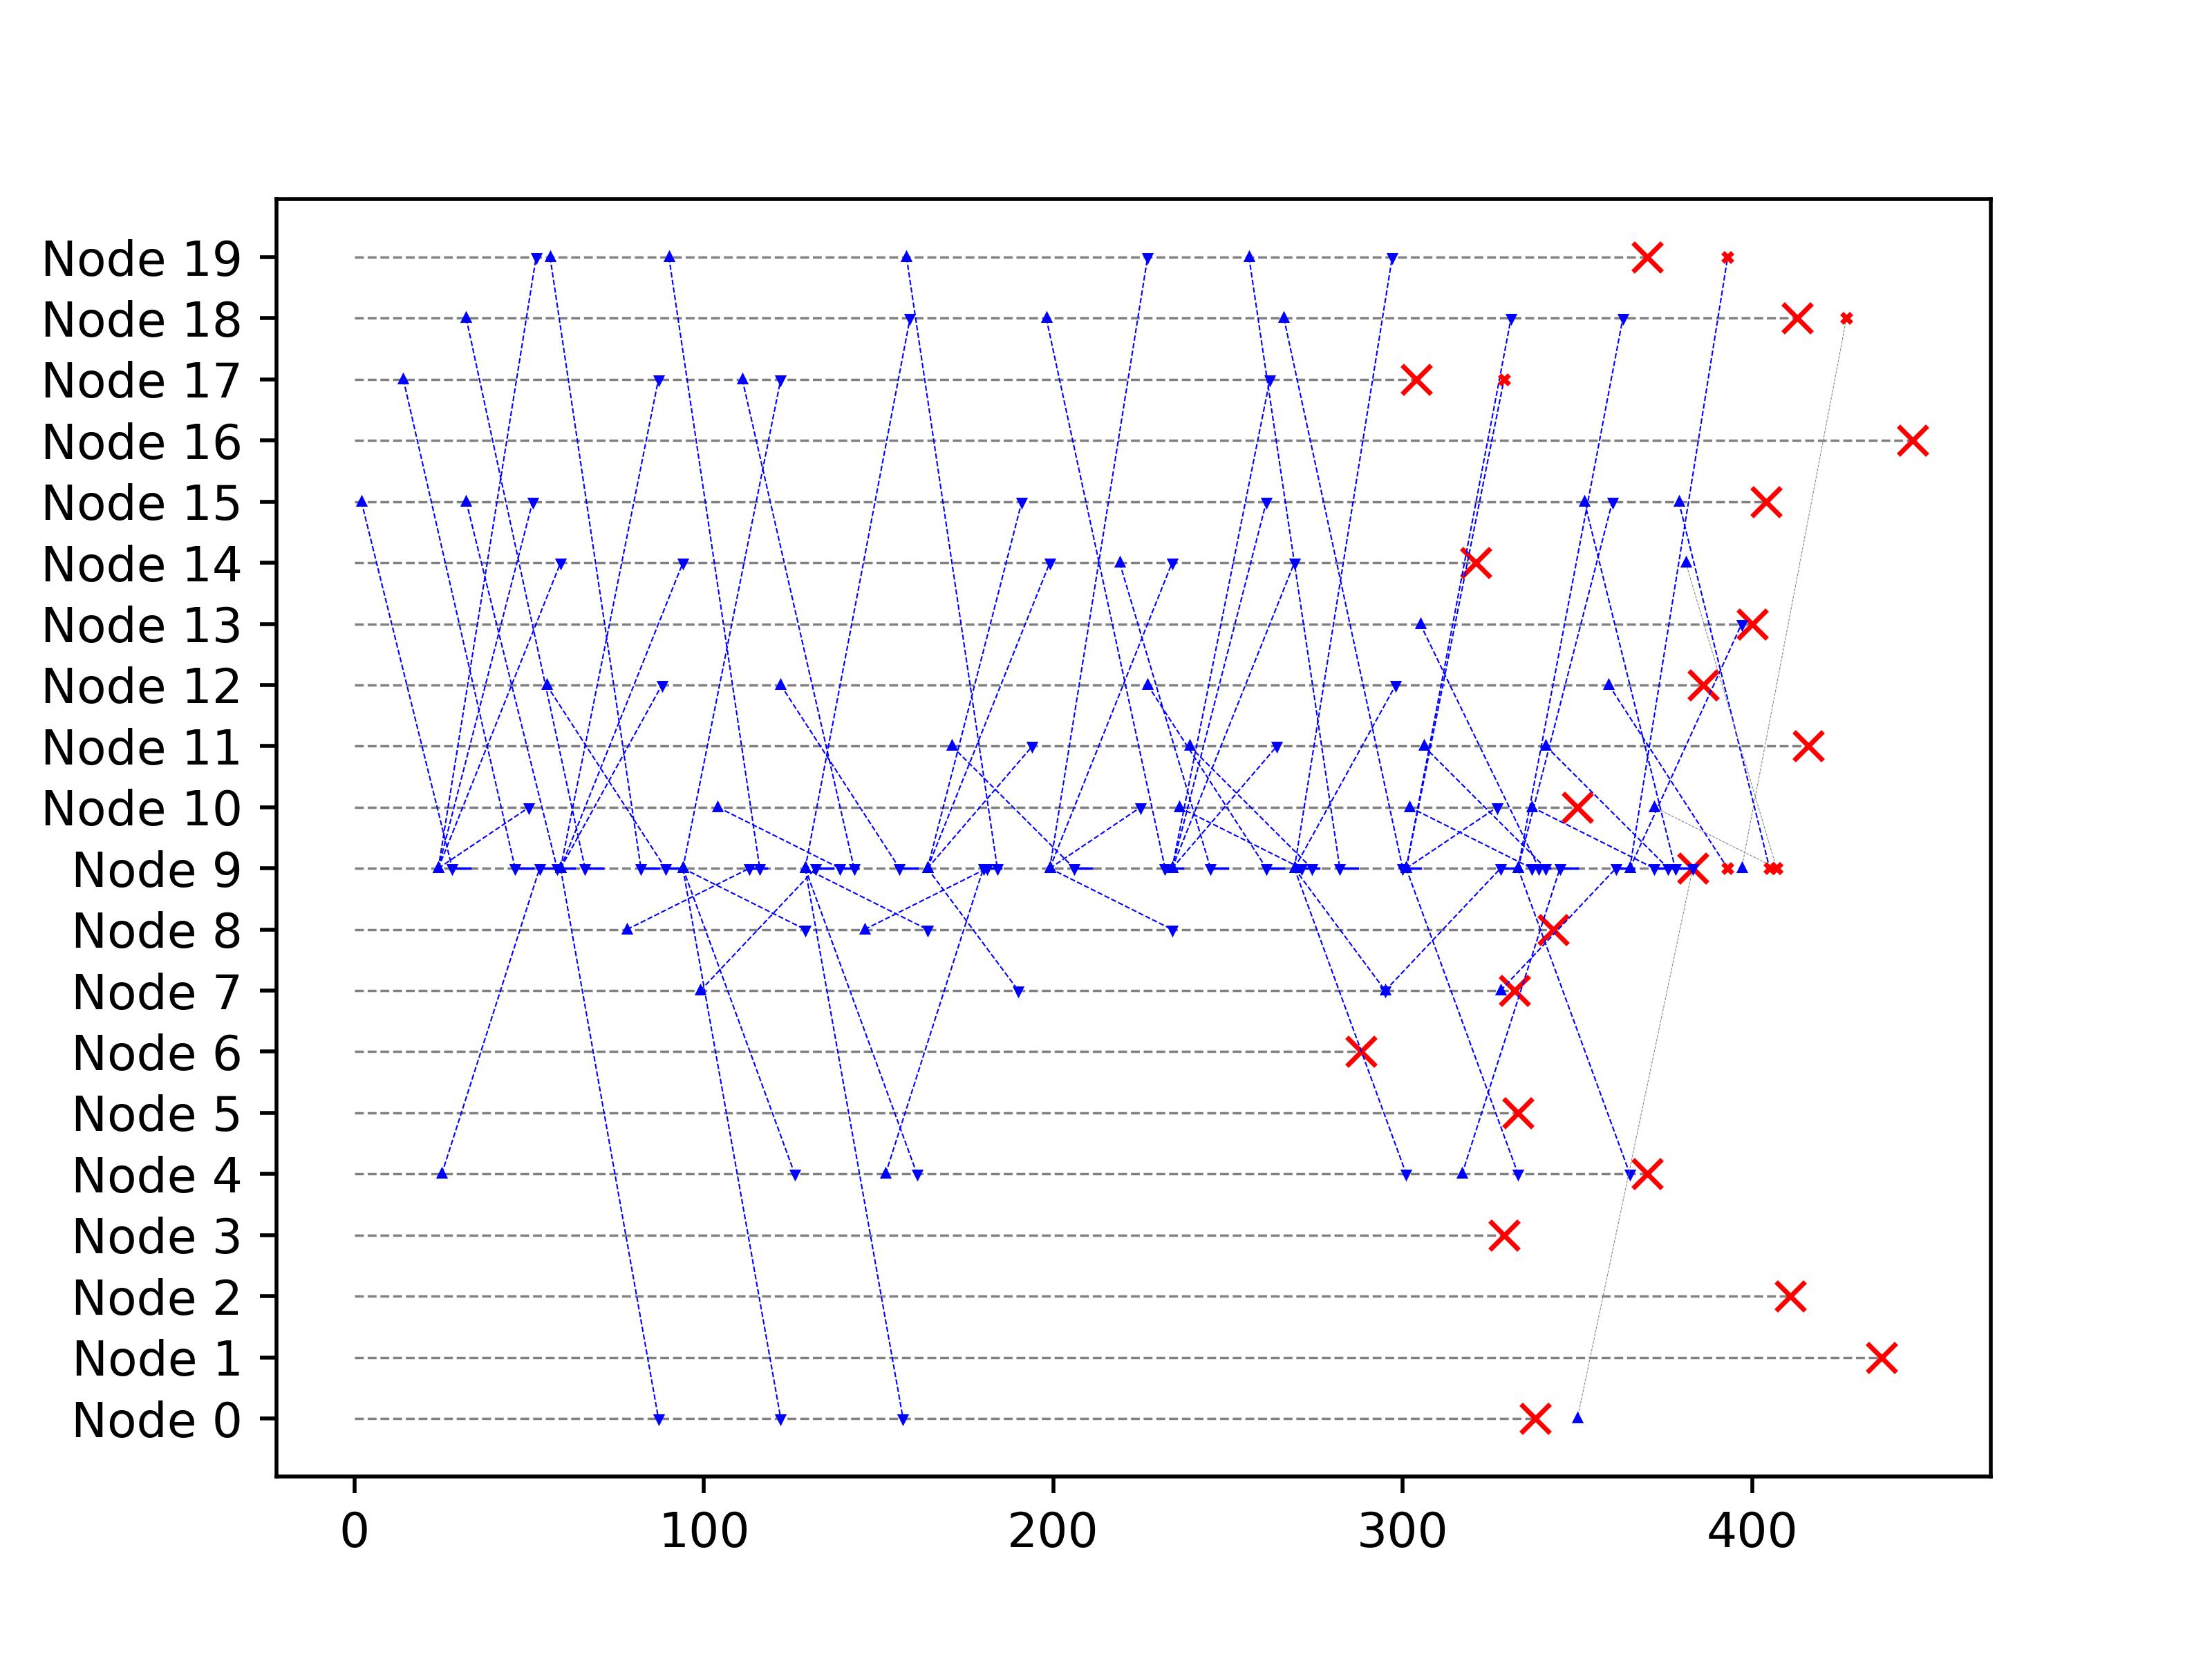 Node 19
Node 18
Node 17
Node 16
Node 15
Node 14
Node 13
Node 12
Node 11
Node 10
Node 9
Node 8
Node 7
Node 6
Node 5
Node 4
Node 3
Node 2
Node 1
Node 0
0 100 200 300 400